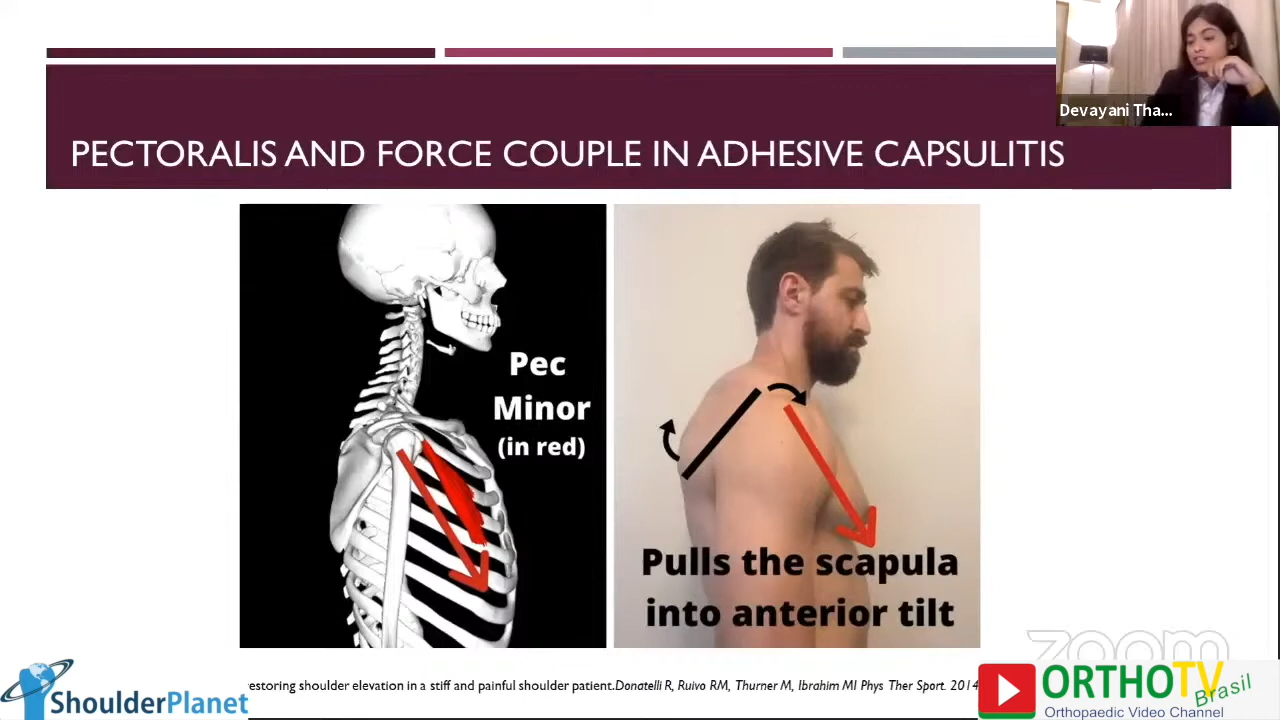 Devayani Tha...
PECTORALIS AND FORCE COUPLE IN ADHESIVE CAPSULITIS
Pec
Minor
(in red)
Pulls the scapula
into anterior tilt
zoom
estoring shoulder elevation in a stiff and painful shoulder patient.Donatelli R, Ruivo RM, Thurner M, Ibrahim MI Phys Ther Sport. 2014
ShoulderPlanet
ORTHOTV
Brasil
Orthopaedic Video Channel